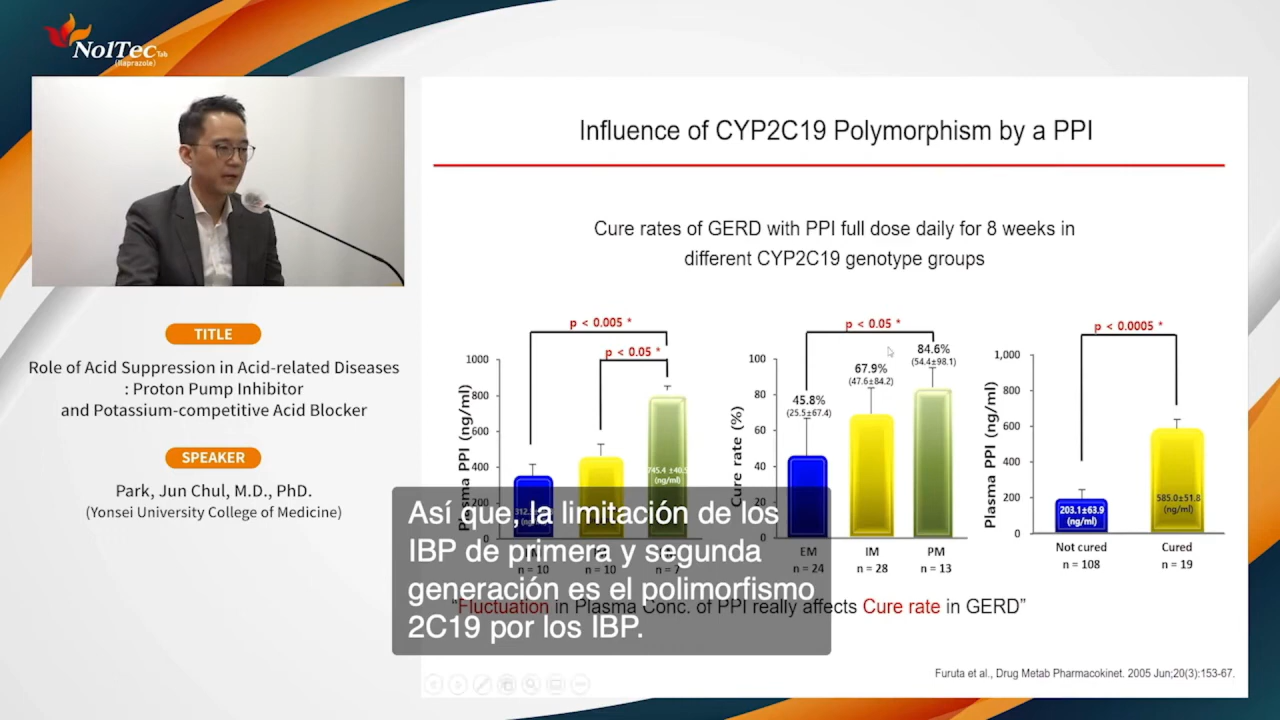 NolTec Tab
(Ilaprazole)
TITLE
Role of Acid Suppression in Acid-related Diseases
: Proton Pump Inhibitor
and Potassium-competitive Acid Blocker
SPEAKER
Park, Jun Chul, M.D., PhD.
(Yonsei University College of Medicine)
Influence of CYP2C19 Polymorphism by a PPI
Cure rates of GERD with PPI full dose daily for 8 weeks in
different CYP2C19 genotype groups
p < 0.005 *
p < 0.05 *
Plasma PPI (ng/ml)
1000
800
600
400
200
745.4 ±40.5
(ng/ml)
n = 10
n = 10
n = 7
p < 0.05 *
Cure rate (%)
100
80
60
40
20
0
45.8%
(25.5±67.4)
67.9%
(47.6±84.2)
84.6%
(54.4±98.1)
EM
IM
PM
n = 24
n = 28
n = 13
p < 0.0005 *
Plasma PPI (ng/ml)
1,000
800
600
400
200
0
203.1±63.9
(ng/ml)
585.0±51.8
(ng/ml)
Not cured
Cured
n = 108
n = 19
"Fluctuation in Plasma Conc. of PPI really affects Cure rate in GERD"
Furuta et al., Drug Metab Pharmacokinet. 2005 Jun;20(3):153-67.
Así que, la limitación de los
IBP de primera y segunda
generación es el polimorfismo
2C19 por los IBP.